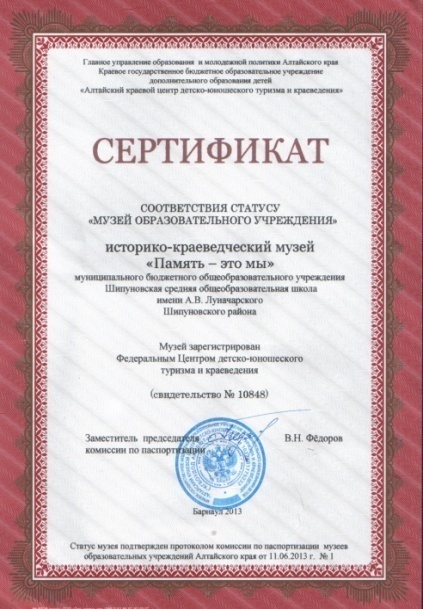 Главное управление образования и молодежной политики Алтайского края
Краевое государственное бюджетное образовательное учреждение
дополнительного образования детей
«Алтайский краевой центр детско-юношеского туризма и краеведения»
СЕРТИФИКАТ
СООТВЕТСТВИЯ СТАТУСУ
«МУЗЕЙ ОБРАЗОВАТЕЛЬНОГО УЧРЕЖДЕНИЯ»
историко-краеведческий музей
«Память – это мы»
муниципального бюджетного общеобразовательного учреждения
Шипуновская средняя общеобразовательная школа
имени А.В. Луначарского
Шипуновского района
Музей зарегистрирован
Федеральным Центром детско-юношеского
туризма и краеведения
(свидетельство № 10848)
Заместитель председателя В.Н. Фёдоров
комиссии по паспортизации
Барнаул 2013
Статус музея подтвержден протоколом комиссии по паспортизации музеев
образовательных учреждений Алтайского края от 11.06.2013 г. № 1